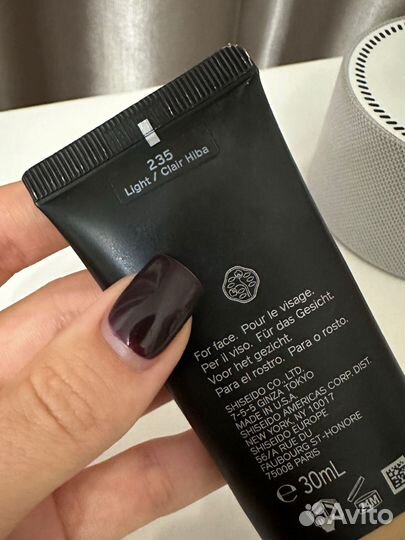 235
Light / Clair Hiba
For face. Pour le visage.
Per il viso. Für das Gesicht.
Voor het gezicht.
Para el rostro. Para o rosto.
SHISEIDO CO., LTD.
7-5-5 GINZA TOKYO
MADE IN U.S.A.
SHISEIDO AMERICAS CORP. DIST.
NEW YORK NY 10017
SHISEIDO EUROPE
56/A RUE DU
FAUBOURG ST-HONORE
75008 PARIS
℮ 30mL
Avito